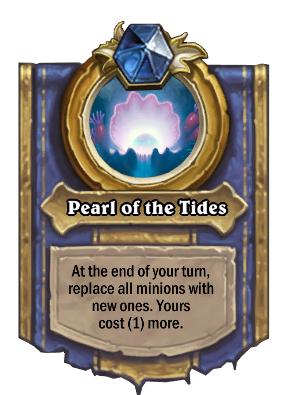 Pearl of the Tides
At the end of your turn,
replace all minions with
new ones. Yours
cost (1) more.